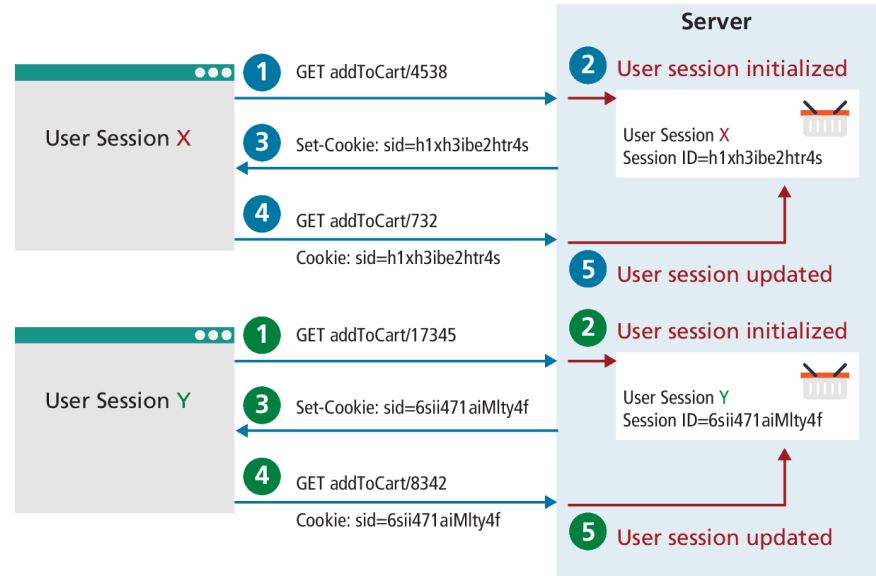 Server
1
GET addToCart/4538
2
User session initialized
User Session X
3
Set-Cookie: sid=h1xh3ibe2htr4s
User Session X
Session ID=h1xh3ibe2htr4s
4
GET addToCart/732
Cookie: sid=h1xh3ibe2htr4s
5
User session updated
1
GET addToCart/17345
2
User session initialized
User Session Y
3
Set-Cookie: sid=6sii471aiMlty4f
User Session Y
Session ID=6sii471aiMlty4f
4
GET addToCart/8342
Cookie: sid=6sii471aiMlty4f
5
User session updated